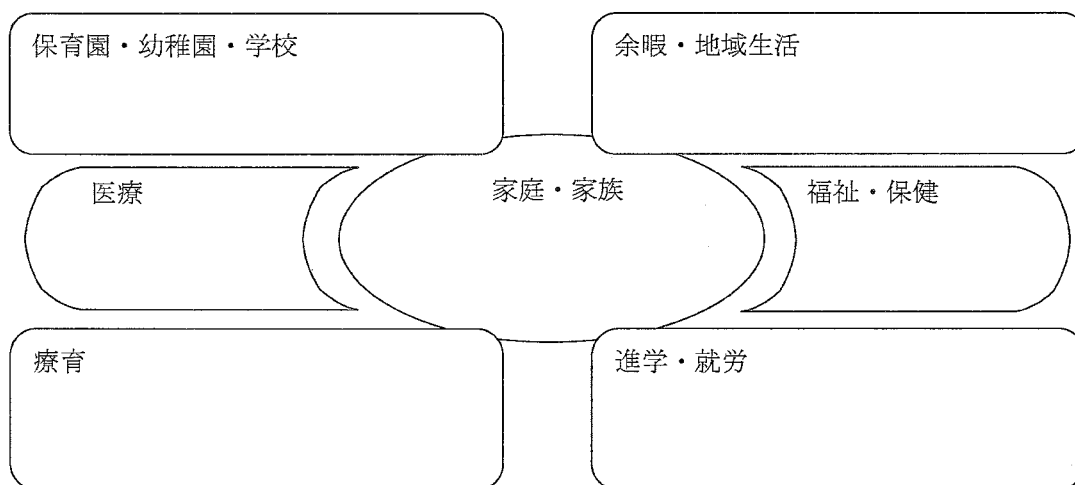 保育園・幼稚園・学校
余暇・地域生活
医療
家庭・家族
福祉・保健
療育
進学・就労